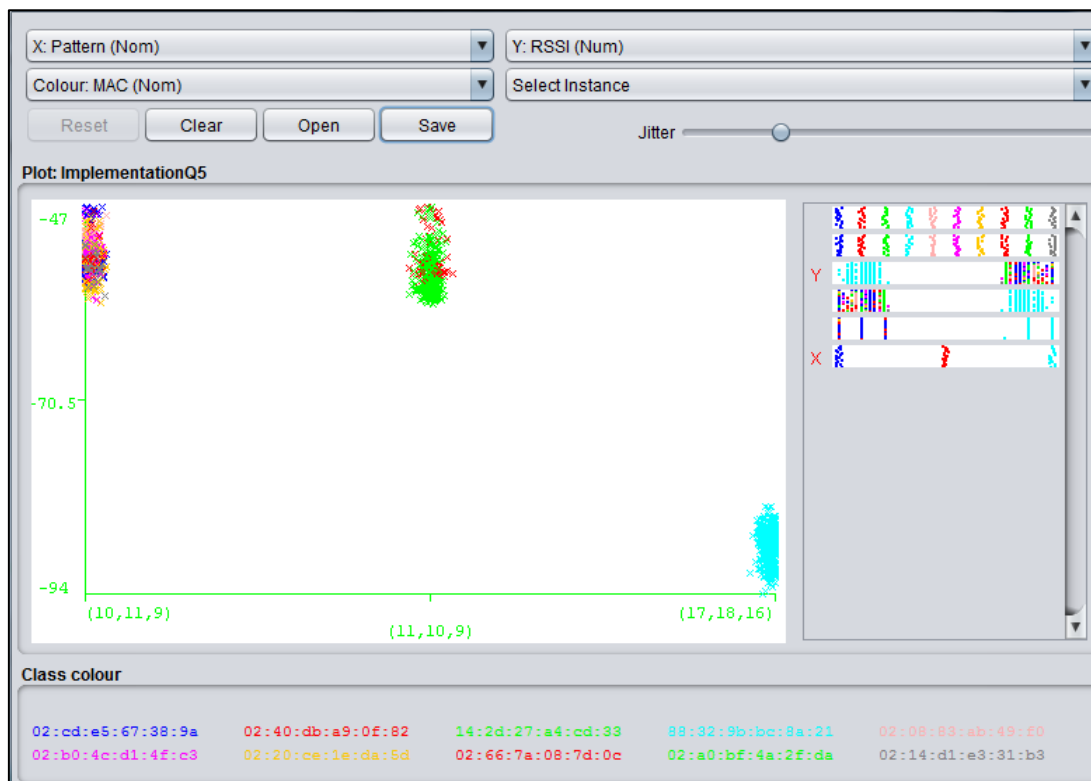 X: Pattern (Nom) Y: RSSI (Num)
Colour: MAC (Nom) Select Instance
Reset Clear Open Save Jitter
Plot: ImplementationQ5
-47
-70.5
-94
(10,11,9) (11,10,9) (17,18,16)
Y
X
Class colour
02:cd:e5:67:38:9a 02:40:db:a9:0f:82 14:2d:27:a4:cd:33 88:32:9b:bc:8a:21 02:08:83:ab:49:f0
02:b0:4c:d1:4f:c3 02:20:ce:1e:da:5d 02:66:7a:08:7d:0c 02:a0:bf:4a:2f:da 02:14:d1:e3:31:b3